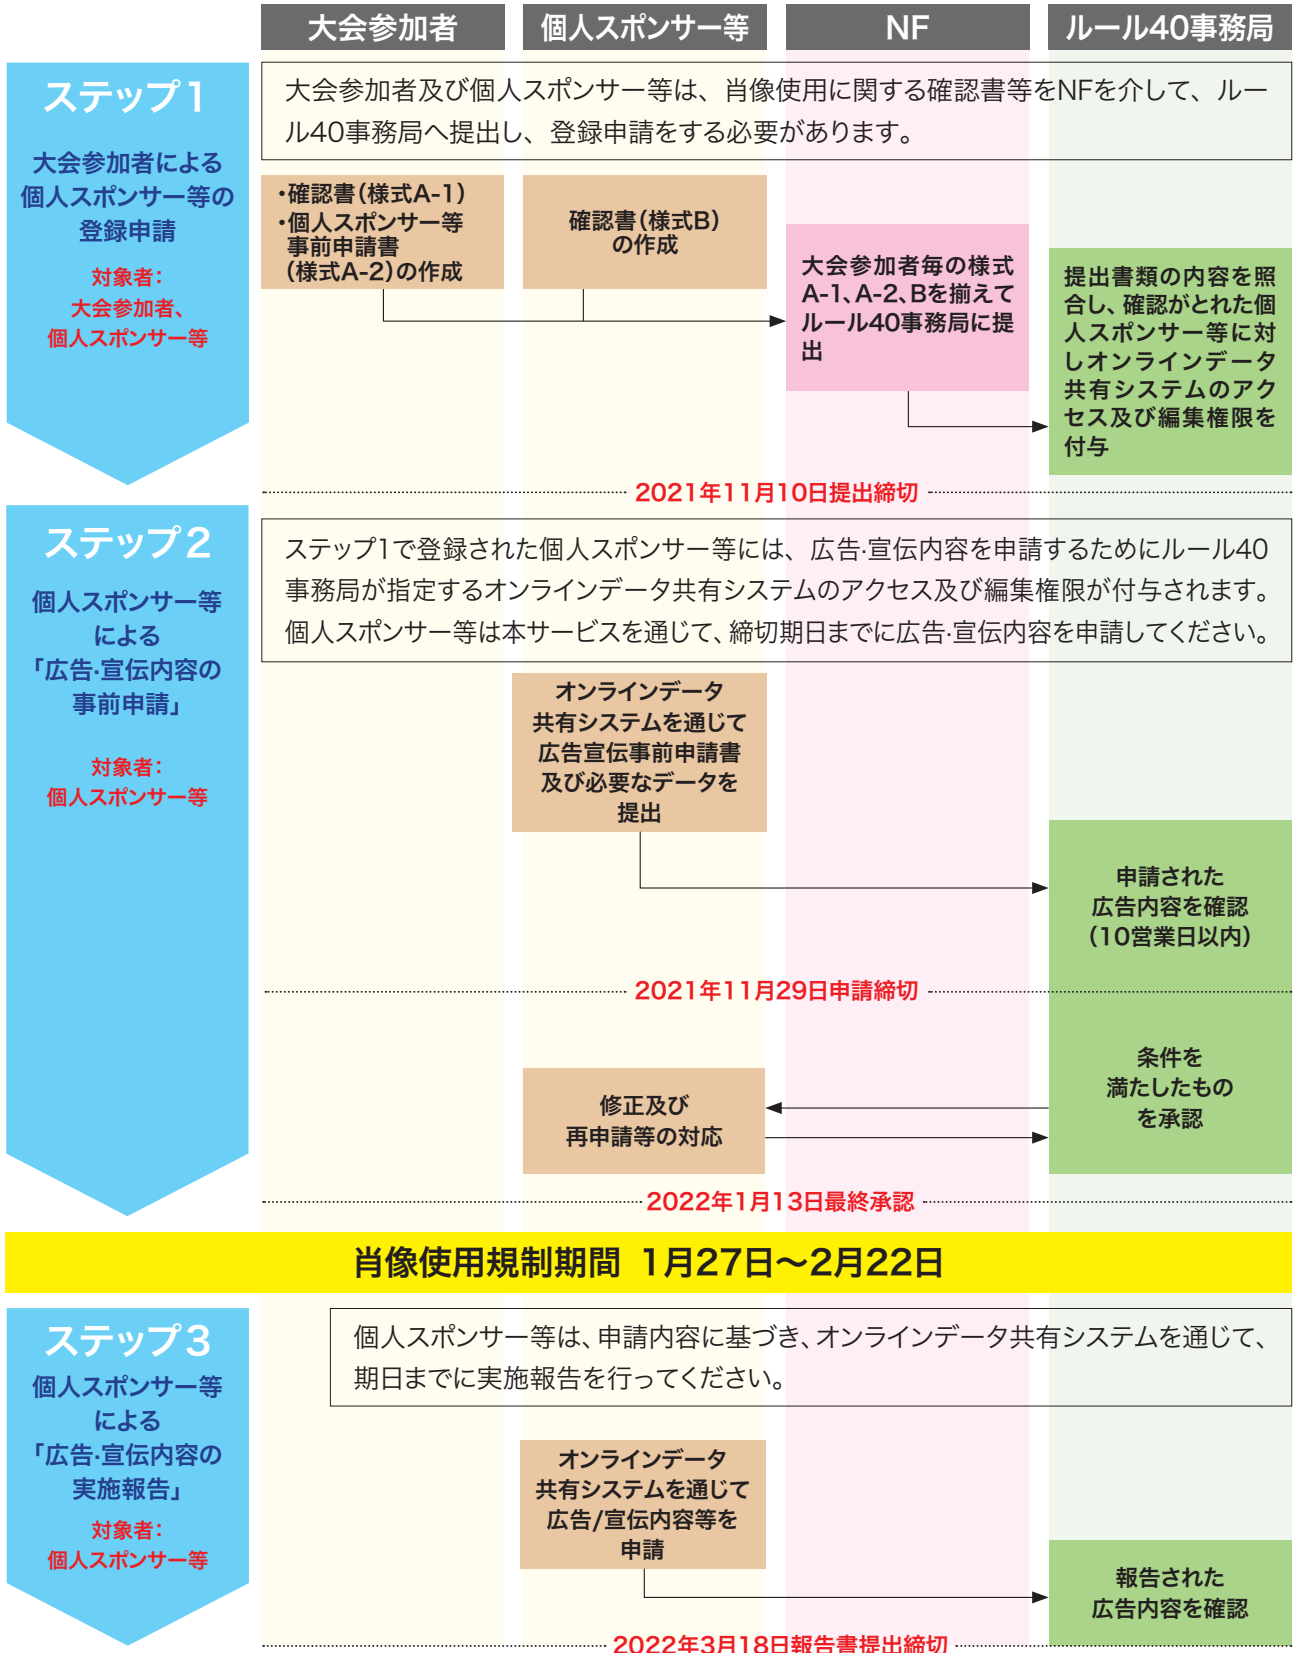 大会参加者
個人スポンサー等
NF
ルール40事務局
ステップ1
大会参加者による
個人スポンサー等の
登録申請
対象者:
大会参加者、
個人スポンサー等
大会参加者及び個人スポンサー等は、肖像使用に関する確認書等をNFを介して、ルー
ル40事務局へ提出し、登録申請をする必要があります。
・確認書(様式A-1)
・個人スポンサー等
事前申請書
(様式A-2)の作成
確認書(様式B)
の作成
大会参加者毎の様式
A-1、A-2、Bを揃えて
ルール40事務局に提
出
提出書類の内容を照
合し、確認がとれた個
人スポンサー等に対
しオンラインデータ
共有システムのアク
セス及び編集権限を
付与
2021年11月10日提出締切
ステップ2
個人スポンサー等
による
「広告・宣伝内容の
事前申請」
対象者:
個人スポンサー等
ステップ1で登録された個人スポンサー等には、広告・宣伝内容を申請するためにルール40
事務局が指定するオンラインデータ共有システムのアクセス及び編集権限が付与されます。
個人スポンサー等は本サービスを通じて、締切期日までに広告・宣伝内容を申請してください。
オンラインデータ
共有システムを通じて
広告宣伝事前申請書
及び必要なデータを
提出
申請された
広告内容を確認
(10営業日以内)
2021年11月29日申請締切
条件を
満たしたもの
を承認
修正及び
再申請等の対応
2022年1月13日最終承認
肖像使用規制期間 1月27日〜2月22日
ステップ3
個人スポンサー等
による
「広告・宣伝内容の
実施報告」
対象者:
個人スポンサー等
個人スポンサー等は、申請内容に基づき、オンラインデータ共有システムを通じて、
期日までに実施報告を行ってください。
オンラインデータ
共有システムを通じて
広告/宣伝内容等を
申請
報告された
広告内容を確認
2022年3月18日報告書提出締切